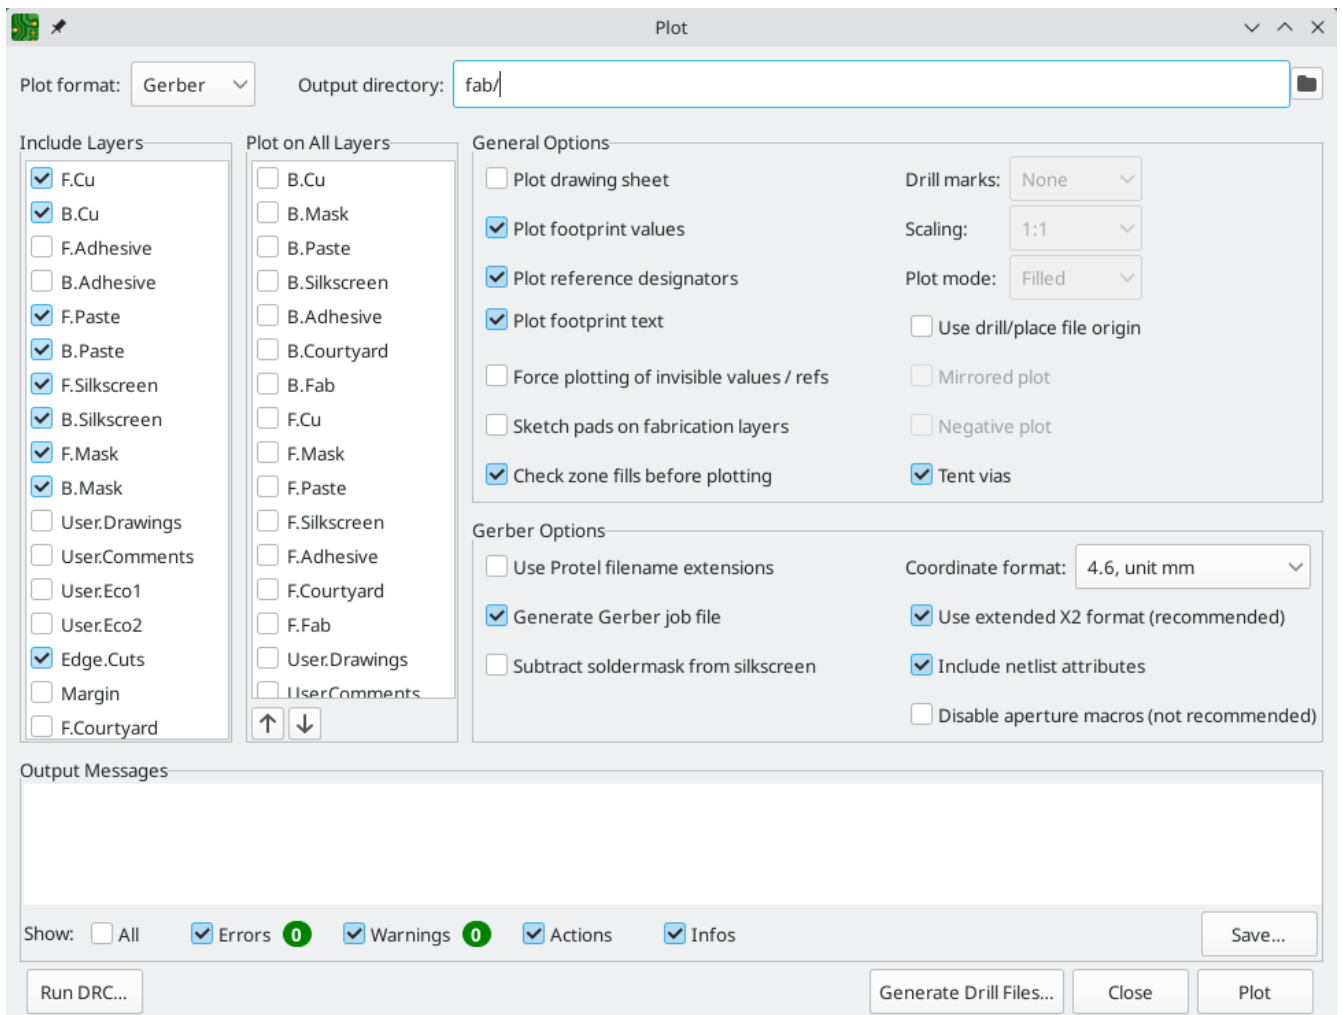 Plot
Plot format: Gerber Output directory: fab/
Include Layers
F.Cu
B.Cu
F.Adhesive
B.Adhesive
F.Paste
B.Paste
F.Silkscreen
B.Silkscreen
F.Mask
B.Mask
User.Drawings
User.Comments
User.Eco1
User.Eco2
Edge.Cuts
Margin
F.Courtyard
Plot on All Layers
B.Cu
B.Mask
B.Paste
B.Silkscreen
B.Adhesive
B.Courtyard
B.Fab
F.Cu
F.Mask
F.Paste
F.Silkscreen
F.Adhesive
F.Courtyard
F.Fab
User.Drawings
User.Comments
General Options
Plot drawing sheet
Plot footprint values
Plot reference designators
Plot footprint text
Force plotting of invisible values / refs
Sketch pads on fabrication layers
Check zone fills before plotting
Drill marks: None
Scaling: 1:1
Plot mode: Filled
Use drill/place file origin
Mirrored plot
Negative plot
Tent vias
Gerber Options
Use Protel filename extensions
Generate Gerber job file
Subtract soldermask from silkscreen
Coordinate format: 4.6, unit mm
Use extended X2 format (recommended)
Include netlist attributes
Disable aperture macros (not recommended)
Output Messages
Show: All Errors 0 Warnings 0 Actions Infos Save...
Run DRC... Generate Drill Files... Close Plot